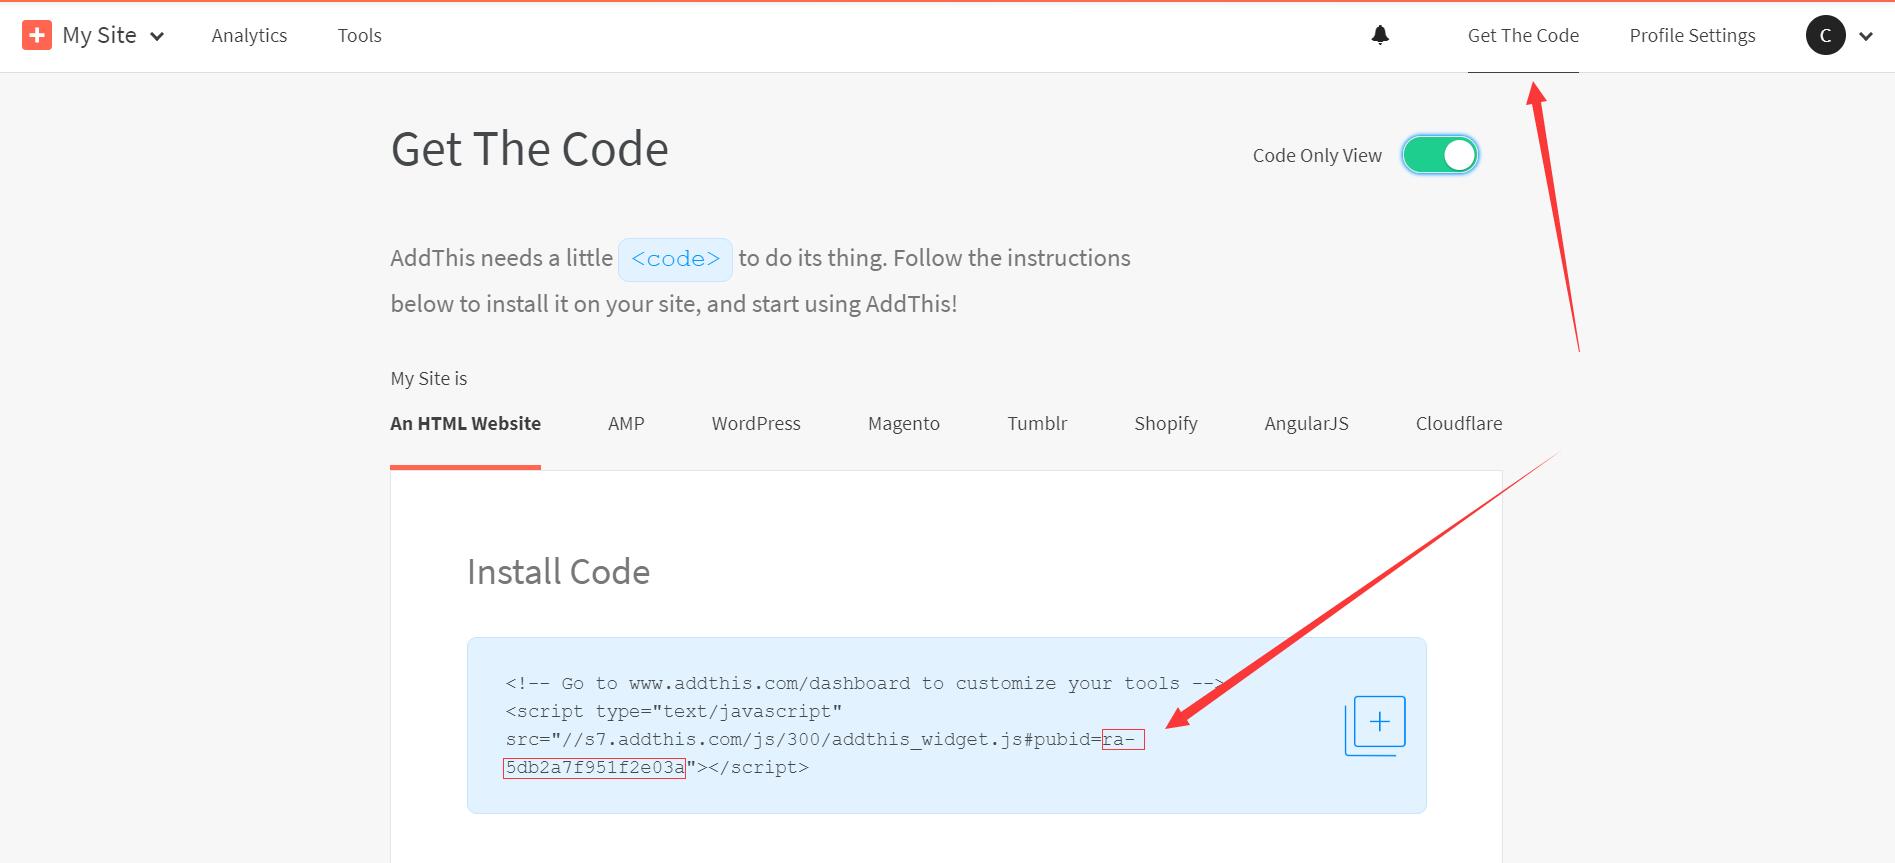 My Site Analytics Tools Get The Code Profile Settings C
Get The Code
Code Only View
AddThis needs a little <code> to do its thing. Follow the instructions
below to install it on your site, and start using AddThis!
My Site is
An HTML Website AMP WordPress Magento Tumblr Shopify AngularJS Cloudflare
Install Code
<!-- Go to www.addthis.com/dashboard to customize your tools -->
<script type="text/javascript"
src="//s7.addthis.com/js/300/addthis_widget.js#pubid=ra-
5db2a7f951f2e03a"></script>